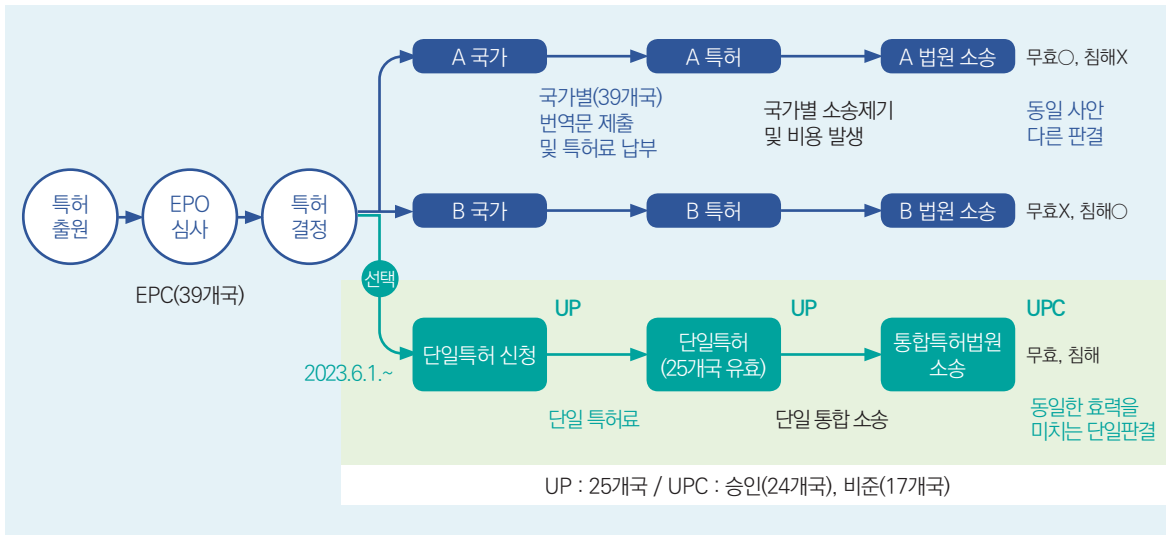 특허
출원
EPO
심사
특허
결정
EPC(39개국)
A 국가
A 특허
A 법원 소송
무효○, 침해X
국가별(39개국)
번역문 제출
및 특허료 납부
국가별 소송제기
및 비용 발생
동일 사안
다른 판결
B 국가
B 특허
B 법원 소송
무효X, 침해○
선택
2023.6.1.~
UP
UP
UPC
단일특허 신청
단일특허
(25개국 유효)
통합특허법원
소송
무효, 침해
단일 특허료
단일 통합 소송
동일한 효력을
미치는 단일판결
UP : 25개국 / UPC : 승인(24개국), 비준(17개국)